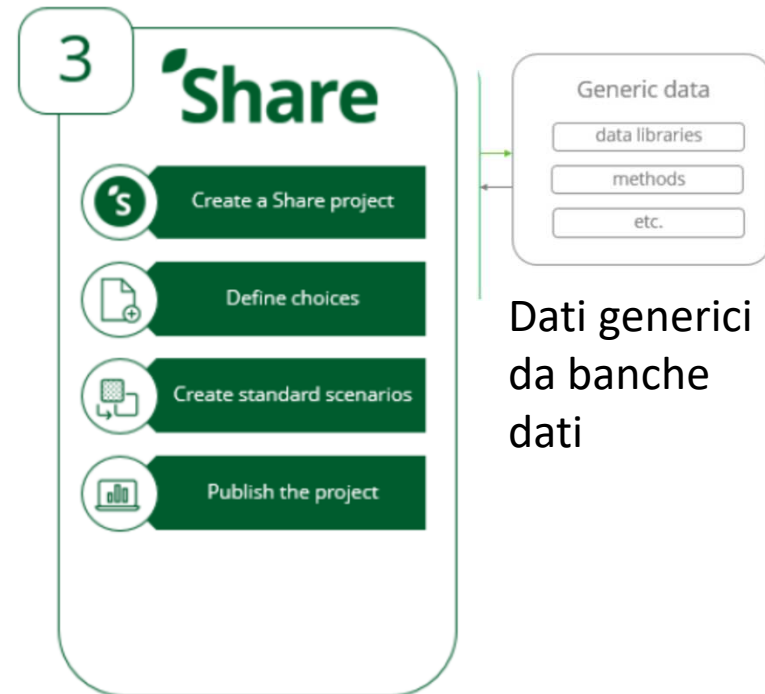 3
Share
S
Create a Share project
Define choices
Create standard scenarios
Publish the project
Generic data
data libraries
methods
etc.
Dati generici
da banche
dati